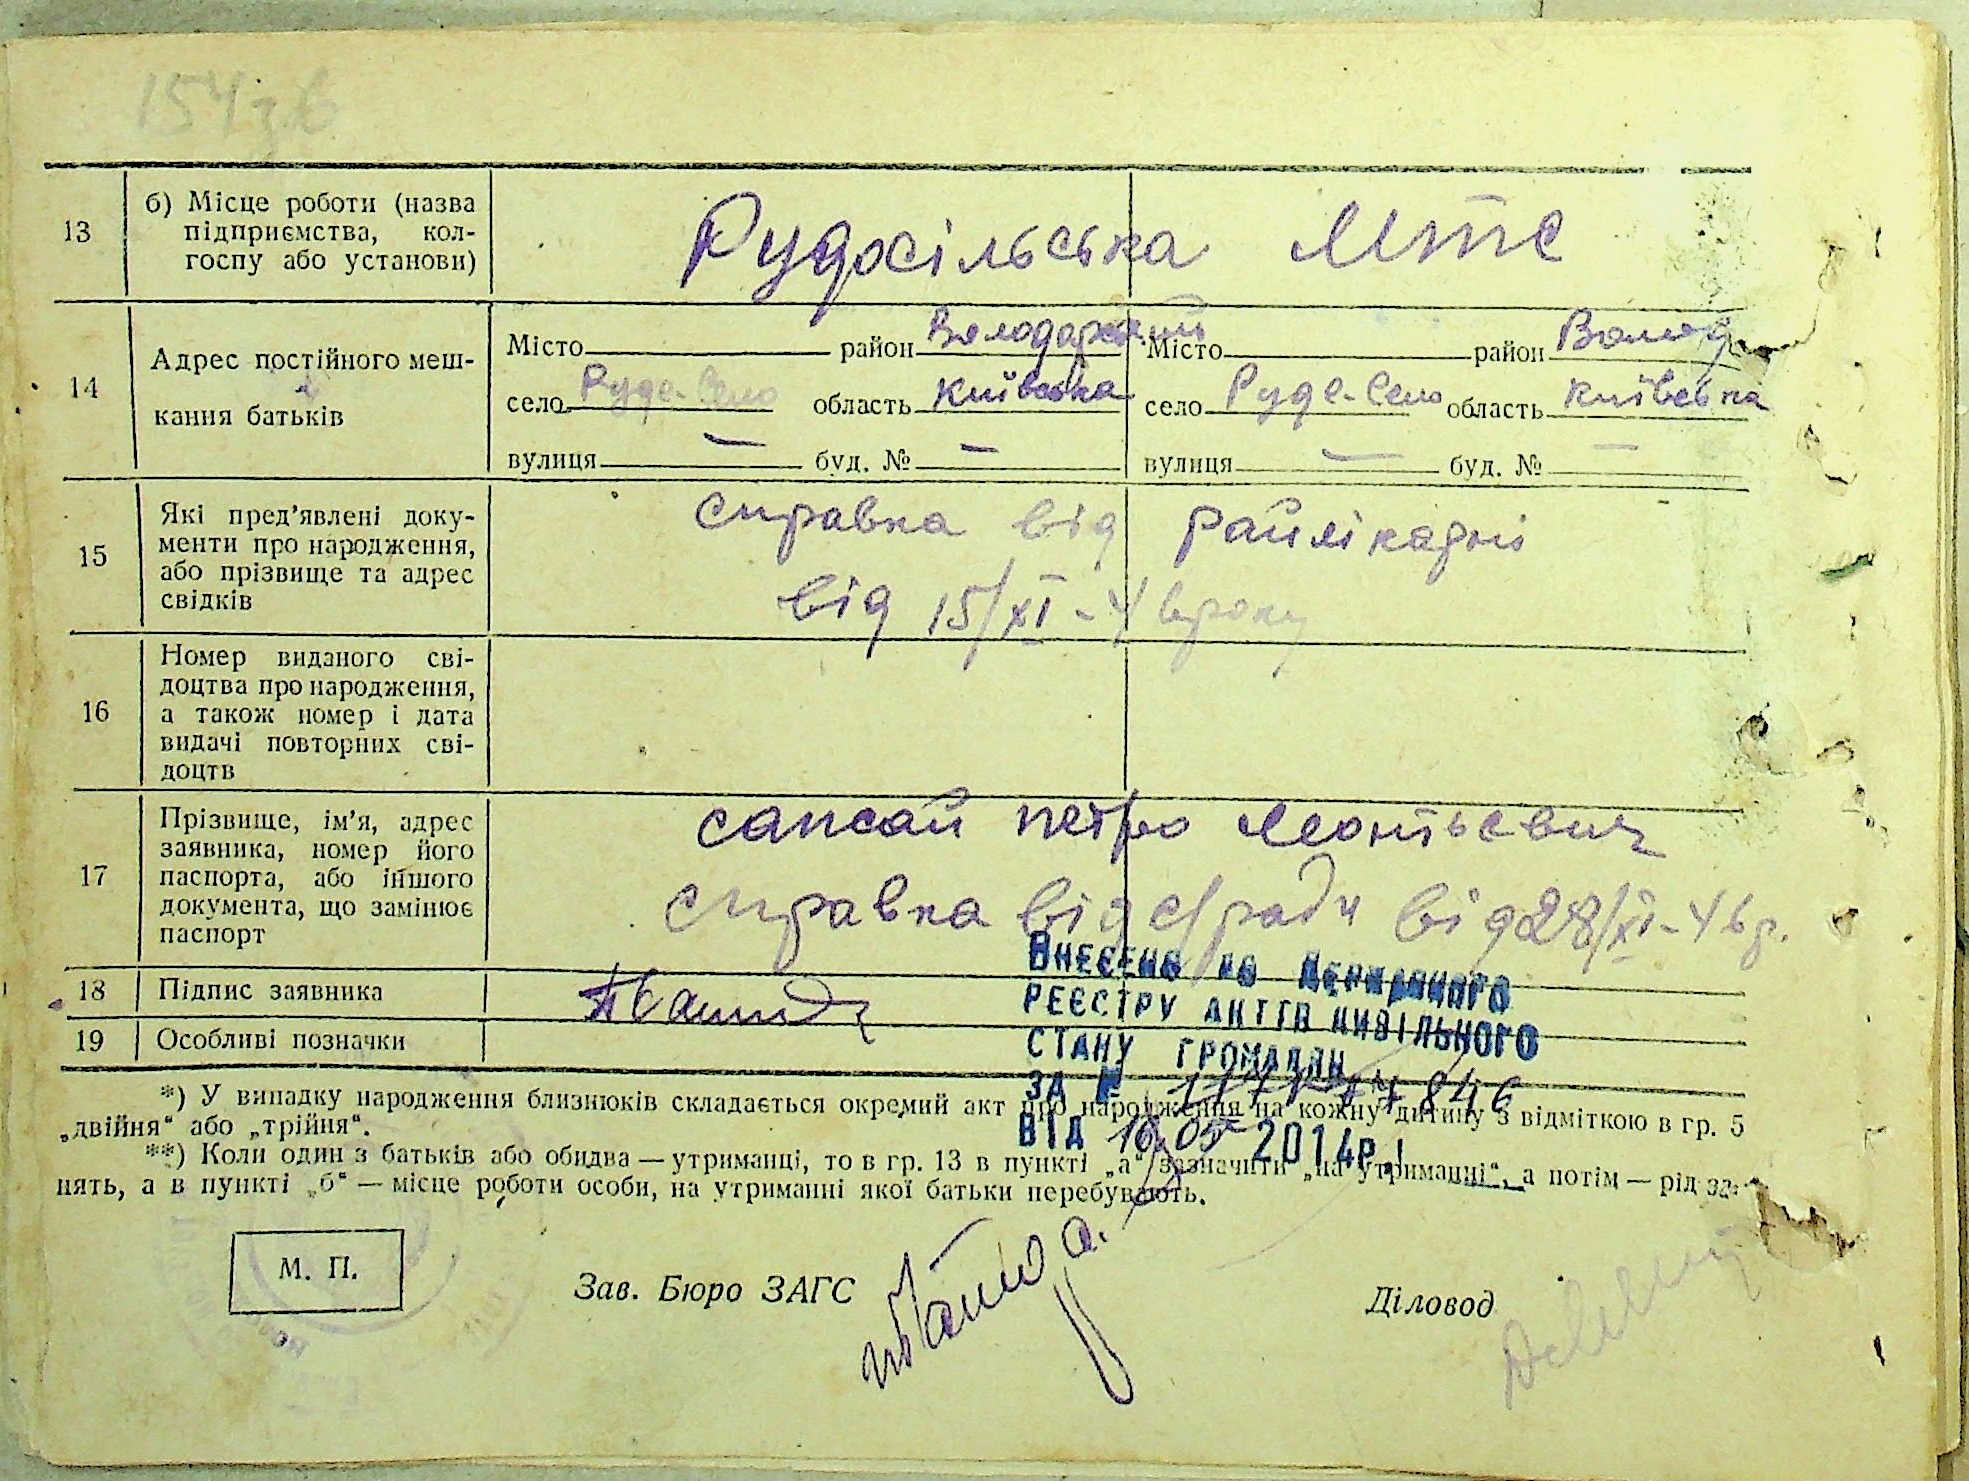 154
13 б) Місце роботи (назва підприємства, кол-госпу або установи) Рудосільська мтс
14 Адрес постійного меш-
кання батьків
Місто район Володарський Місто район Волод
село Руде-Село область Київська село Руде-Село область Київська
вулиця — буд. № — вулиця — буд. № —
15 Які пред'явлені доку-
менти про народження,
або прізвище та адрес
свідків
справка від райлікарні
від 15/XI-46 року
16 Номер виданого сві-
доцтва про народження,
а також номер і дата
видачі повторних сві-
доцтв
17 Прізвище, ім'я, адрес
заявника, номер його
паспорта, або іншого
документа, що замінює
паспорт
сапсай петро Леонтьевич
справка від с/ради від 28/XI-46р.
18 Підпис заявника
19 Особливі позначки
Внесено до Державного
реєстру актів цивільного
стану громадян
за №
від 16 05 2014р.
*) У випадку народження близнюків складається окремий акт про народження на кожну дитину з відміткою в гр. 5
„двійня“ або „трійня“.
**) Коли один з батьків або обидва — утриманці, то в гр. 13 в пункті „а“ зазначити „на утриманні“, а потім — рід за-
нять, а в пункті „б“ — місце роботи особи, на утриманні якої батьки перебувають.
М. П.
Зав. Бюро ЗАГС
Діловод